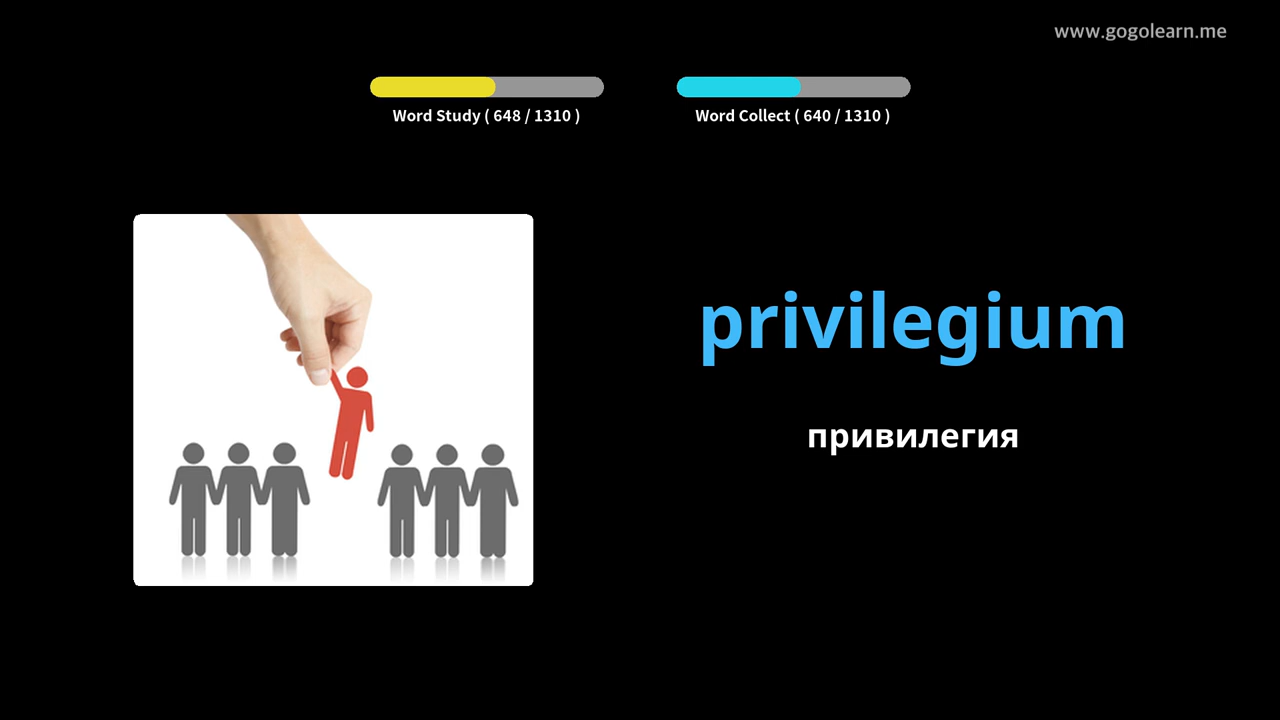 www.gogolearn.me
Word Study ( 648 / 1310 )
Word Collect ( 640 / 1310 )
privilegium
привилегия